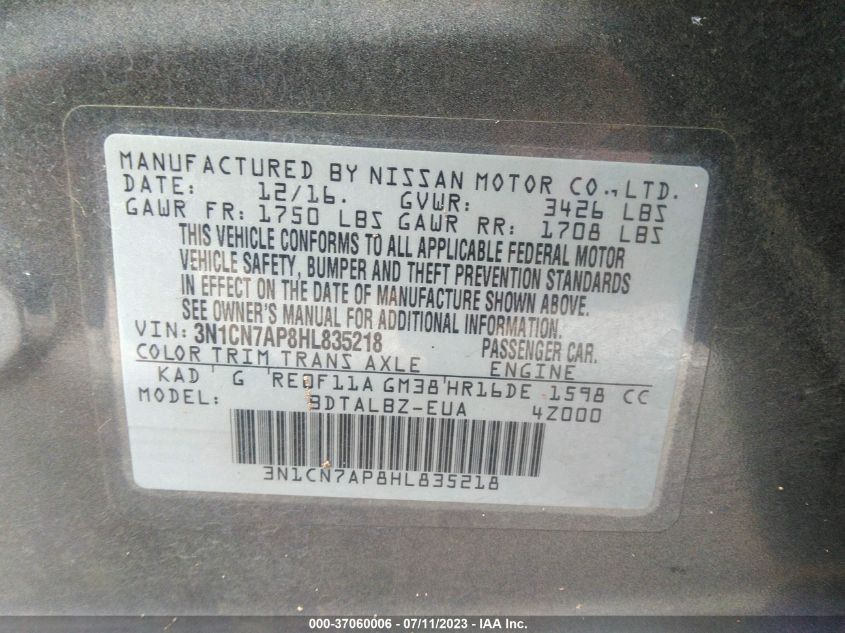 MANUFACTURED BY NISSAN MOTOR CO., LTD.
DATE: 12/16. GVWR: 3426 LBS
GAWR FR: 1750 LBS GAWR RR: 1708 LBS
THIS VEHICLE CONFORMS TO ALL APPLICABLE FEDERAL MOTOR
VEHICLE SAFETY, BUMPER AND THEFT PREVENTION STANDARDS
IN EFFECT ON THE DATE OF MANUFACTURE SHOWN ABOVE.
SEE OWNER'S MANUAL FOR ADDITIONAL INFORMATION.
VIN: 3N1CN7AP8HL835218 PASSENGER CAR.
COLOR TRIM TRANS AXLE ENGINE
KAD ' G 'RE0F11A GM38'HR16DE 1598 CC
MODEL: BDTALBZ-EUA 4Z000
3N1CN7AP8HL835218
000-37060006 - 07/11/2023 - IAA Inc.